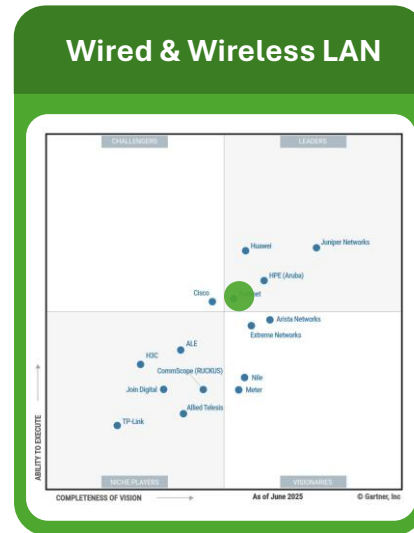 Wired & Wireless LAN
CHALLENGERS
LEADERS
Huawei
Juniper Networks
HPE (Aruba)
Cisco
Arista Networks
Extreme Networks
ALE
H3C
CommScope (RUCKUS)
Nile
Join Digital
Meter
Allied Telesis
TP-Link
ABILITY TO EXECUTE
NICHE PLAYERS
VISIONARIES
COMPLETENESS OF VISION
As of June 2025
© Gartner, Inc